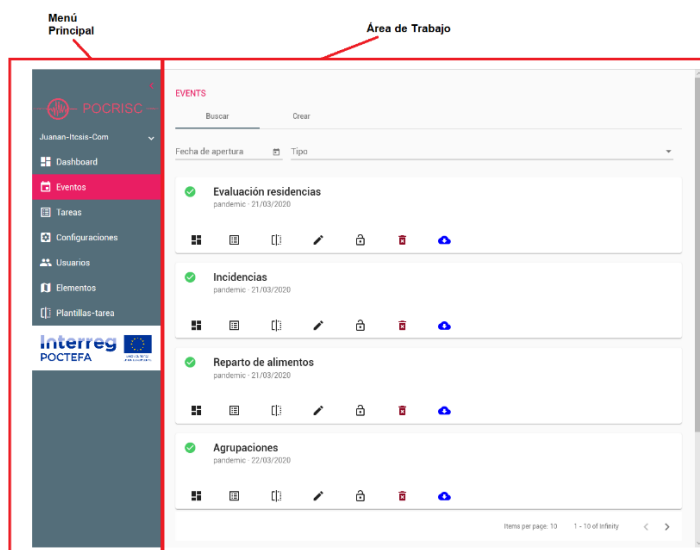 Menú
Principal
Área de Trabajo
POCRISC
Juanan-Itcsis-Com
Dashboard
Eventos
Tareas
Configuraciones
Usuarios
Elementos
Plantillas-tarea
Interreg
POCTEFA
EVENTS
Buscar
Crear
Fecha de apertura
Tipo
Evaluación residencias
pandemic - 21/03/2020
Incidencias
pandemic - 21/03/2020
Reparto de alimentos
pandemic - 21/03/2020
Agrupaciones
pandemic - 22/03/2020
Items per page: 10
1 - 10 of Infinity